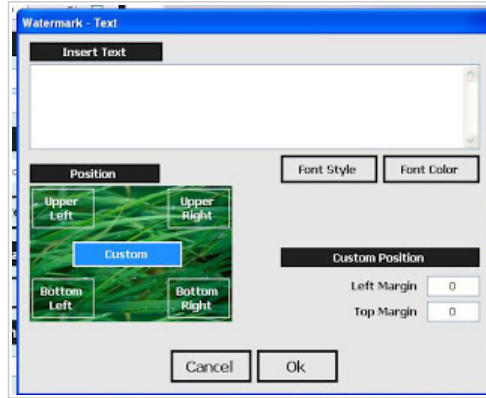 Watermark - Text
Insert Text
Font Style
Font Color
Position
Upper
Left
Upper
Right
Custom
Bottom
Left
Bottom
Right
Custom Position
Left Margin
0
Top Margin
0
Cancel
Ok